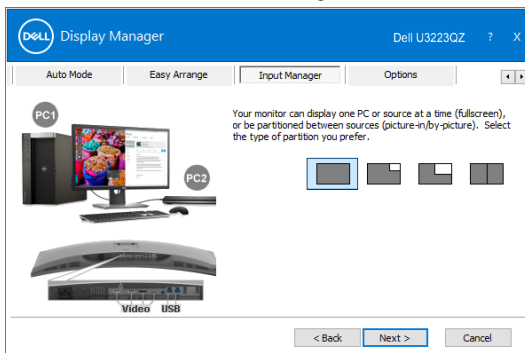 DELL Display Manager
Dell U3223QZ ? X
Auto Mode
Easy Arrange
Input Manager
Options
PC1
PC2
Video USB
Your monitor can display one PC or source at a time (fullscreen),
or be partitioned between sources (picture-in/by-picture). Select
the type of partition you prefer.
< Back
Next >
Cancel